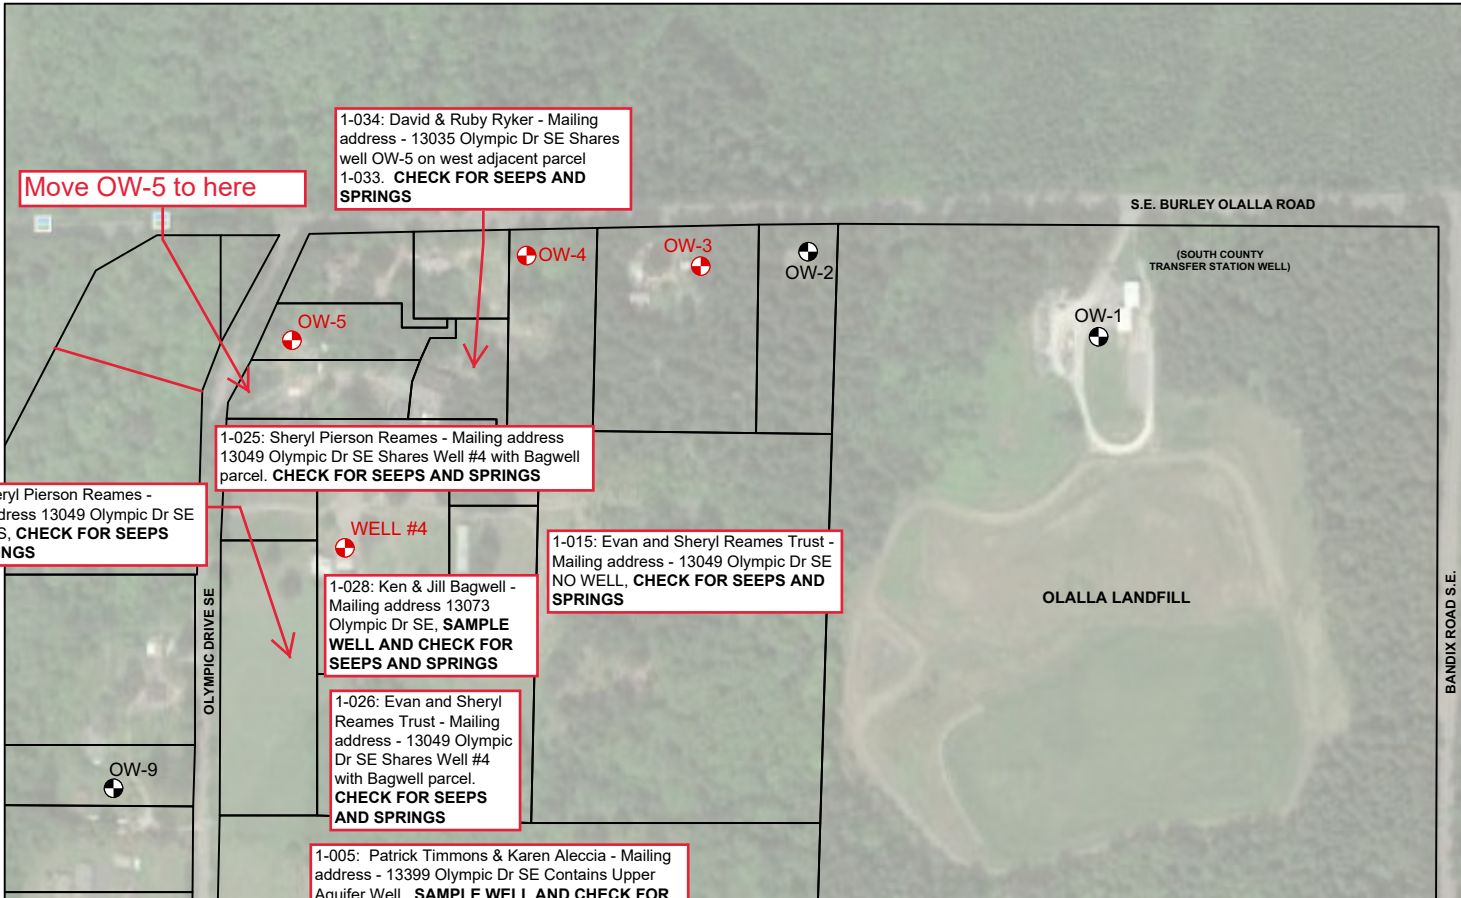 1-034: David & Ruby Ryker - Mailing
address - 13035 Olympic Dr SE Shares
well OW-5 on west adjacent parcel
1-033. CHECK FOR SEEPS AND
SPRINGS
Move OW-5 to here
S.E. BURLEY OLALLA ROAD
OW-4
OW-3
OW-2
(SOUTH COUNTY
TRANSFER STATION WELL)
OW-1
OW-5
1-025: Sheryl Pierson Reames - Mailing address
13049 Olympic Dr SE Shares Well #4 with Bagwell
parcel. CHECK FOR SEEPS AND SPRINGS
eryl Pierson Reames -
dress 13049 Olympic Dr SE
S, CHECK FOR SEEPS
INGS
WELL #4
1-015: Evan and Sheryl Reames Trust -
Mailing address - 13049 Olympic Dr SE
NO WELL, CHECK FOR SEEPS AND
SPRINGS
1-028: Ken & Jill Bagwell -
Mailing address 13073
Olympic Dr SE, SAMPLE
WELL AND CHECK FOR
SEEPS AND SPRINGS
OLALLA LANDFILL
OLYMPIC DRIVE SE
BANDIX ROAD S.E.
1-026: Evan and Sheryl
Reames Trust - Mailing
address - 13049 Olympic
Dr SE Shares Well #4
with Bagwell parcel.
CHECK FOR SEEPS
AND SPRINGS
OW-9
1-005: Patrick Timmons & Karen Aleccia - Mailing
address - 13399 Olympic Dr SE Contains Upper
Aquifer Well. SAMPLE WELL AND CHECK FOR